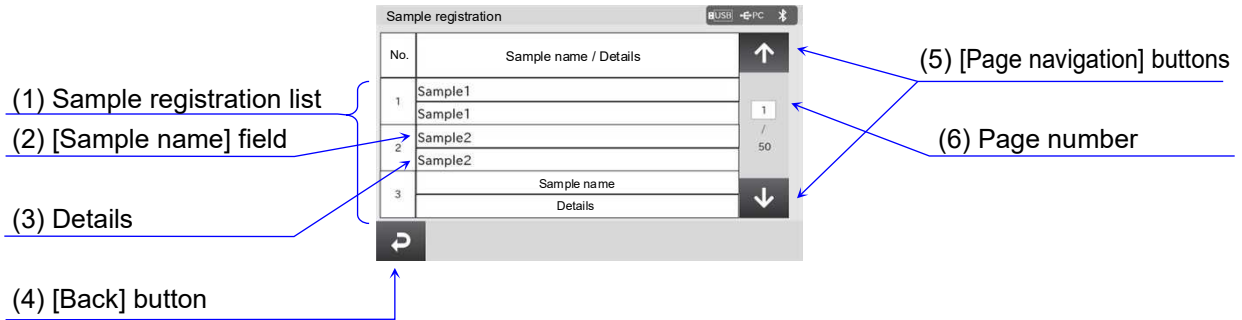 Sample registration
USB PC
No. Sample name / Details
1
Sample1
Sample1
2
Sample2
Sample2
3
Sample name
Details
1
/
50
(1) Sample registration list
(2) [Sample name] field
(3) Details
(4) [Back] button
(5) [Page navigation] buttons
(6) Page number